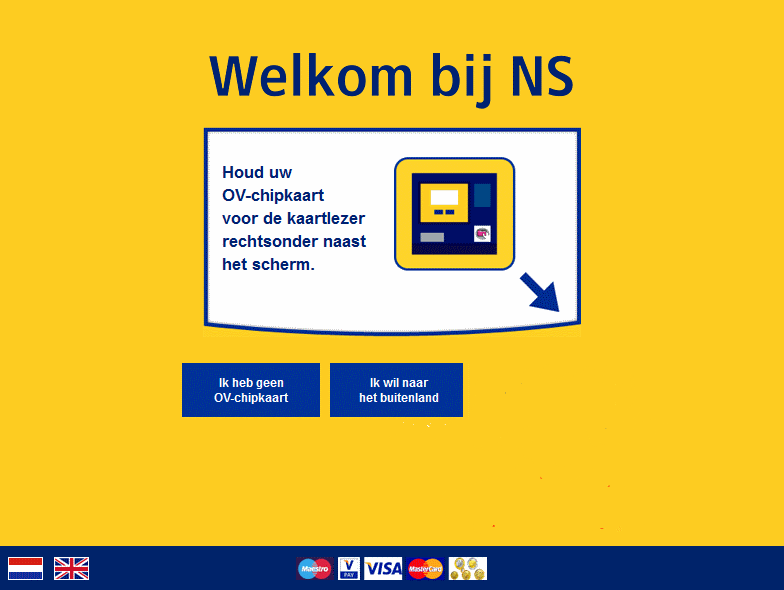 Welkom bij NS
Houd uw
OV-chipkaart
voor de kaartlezer
rechtsonder naast
het scherm.
Ik heb geen
OV-chipkaart
Ik wil naar
het buitenland
Maestro
V
PAY
VISA
MasterCard